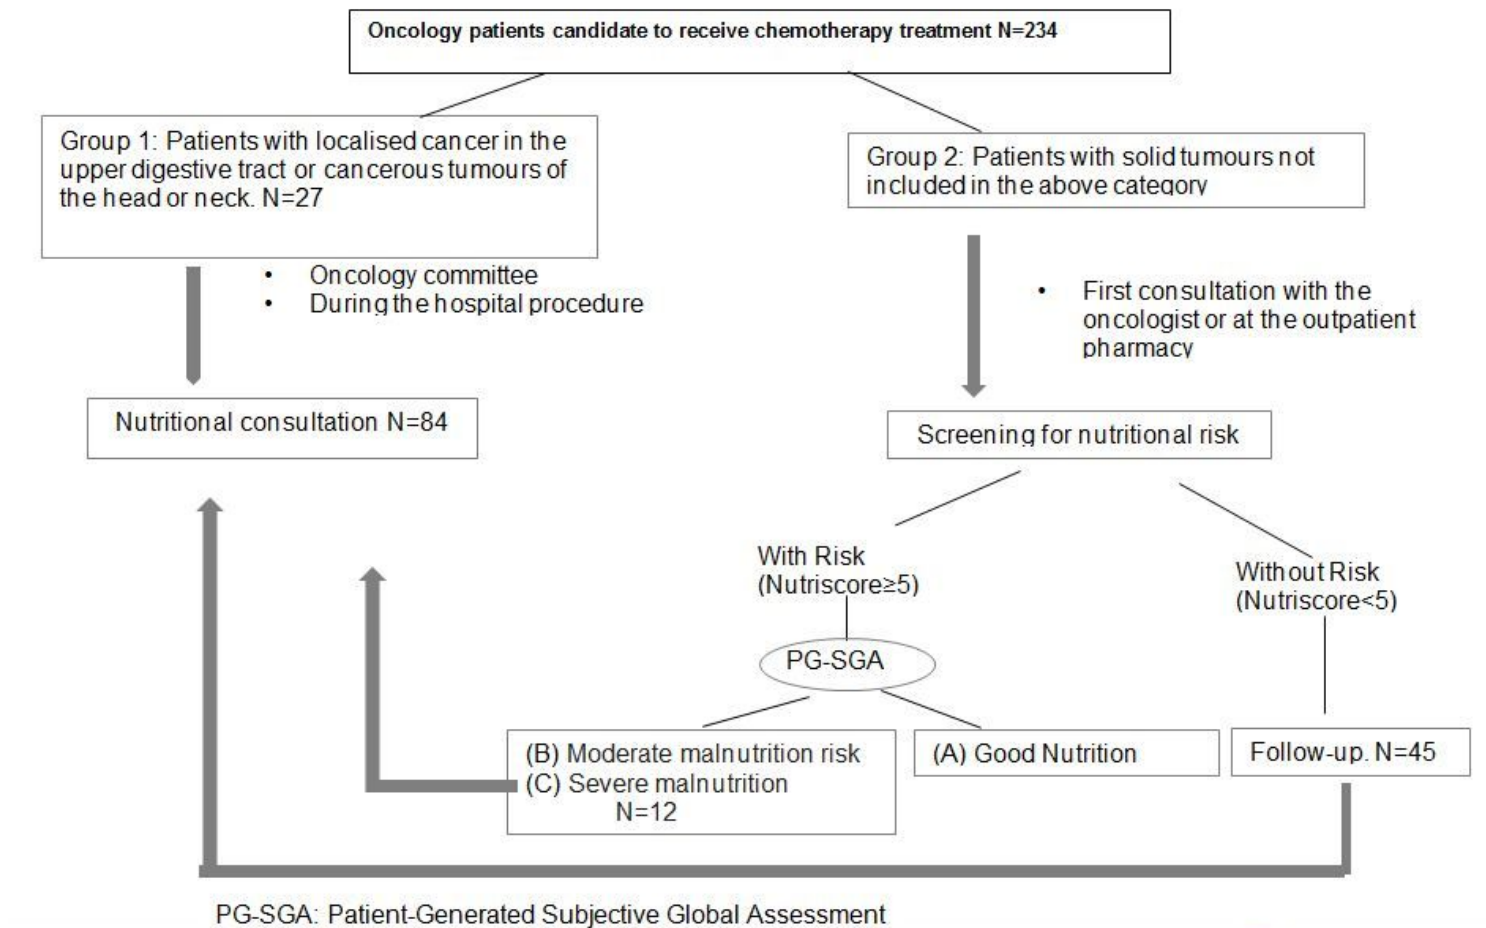 Oncology patients candidate to receive chemotherapy treatment N=234
Group 1: Patients with localised cancer in the
upper digestive tract or cancerous tumours of
the head or neck. N=27
Group 2: Patients with solid tumours not
included in the above category
• Oncology committee
• During the hospital procedure
• First consultation with the
oncologist or at the outpatient
pharmacy
Nutritional consultation N=84
Screening for nutritional risk
With Risk
(Nutriscore≥5)
Without Risk
(Nutriscore<5)
PG-SGA
(B) Moderate malnutrition risk
(C) Severe malnutrition
N=12
(A) Good Nutrition
Follow-up. N=45
PG-SGA: Patient-Generated Subjective Global Assessment